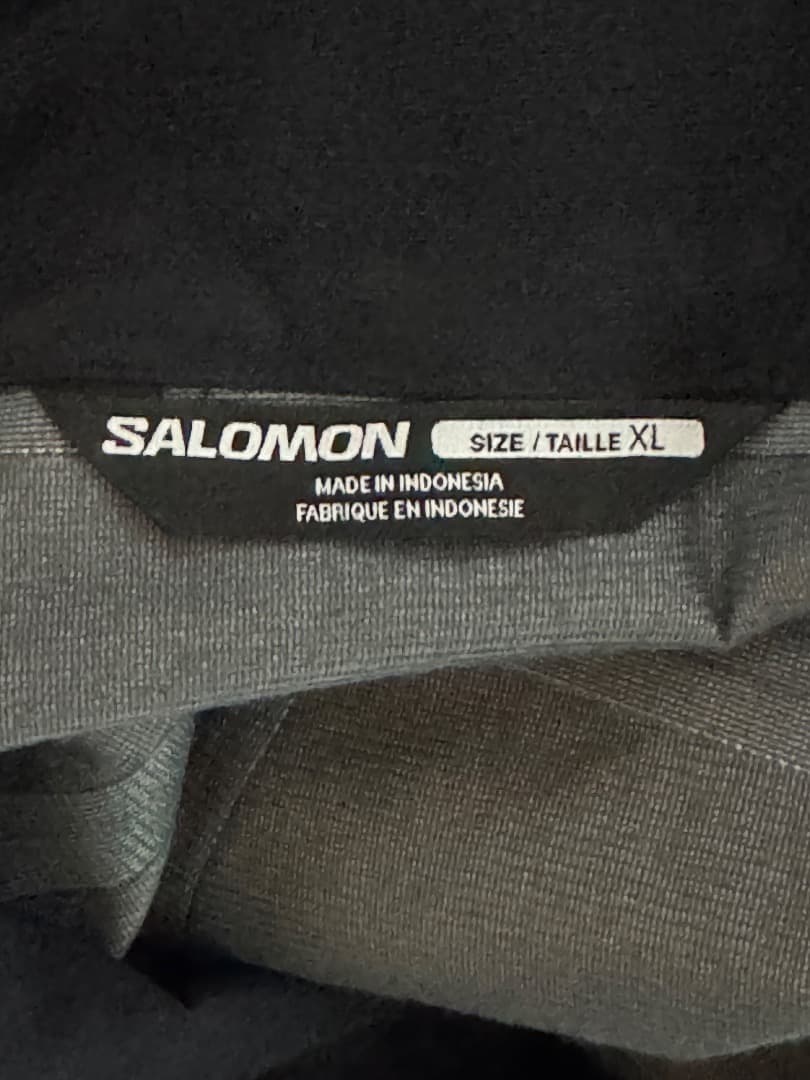 SALOMON SIZE / TAILLE XL
MADE IN INDONESIA
FABRIQUE EN INDONESIE